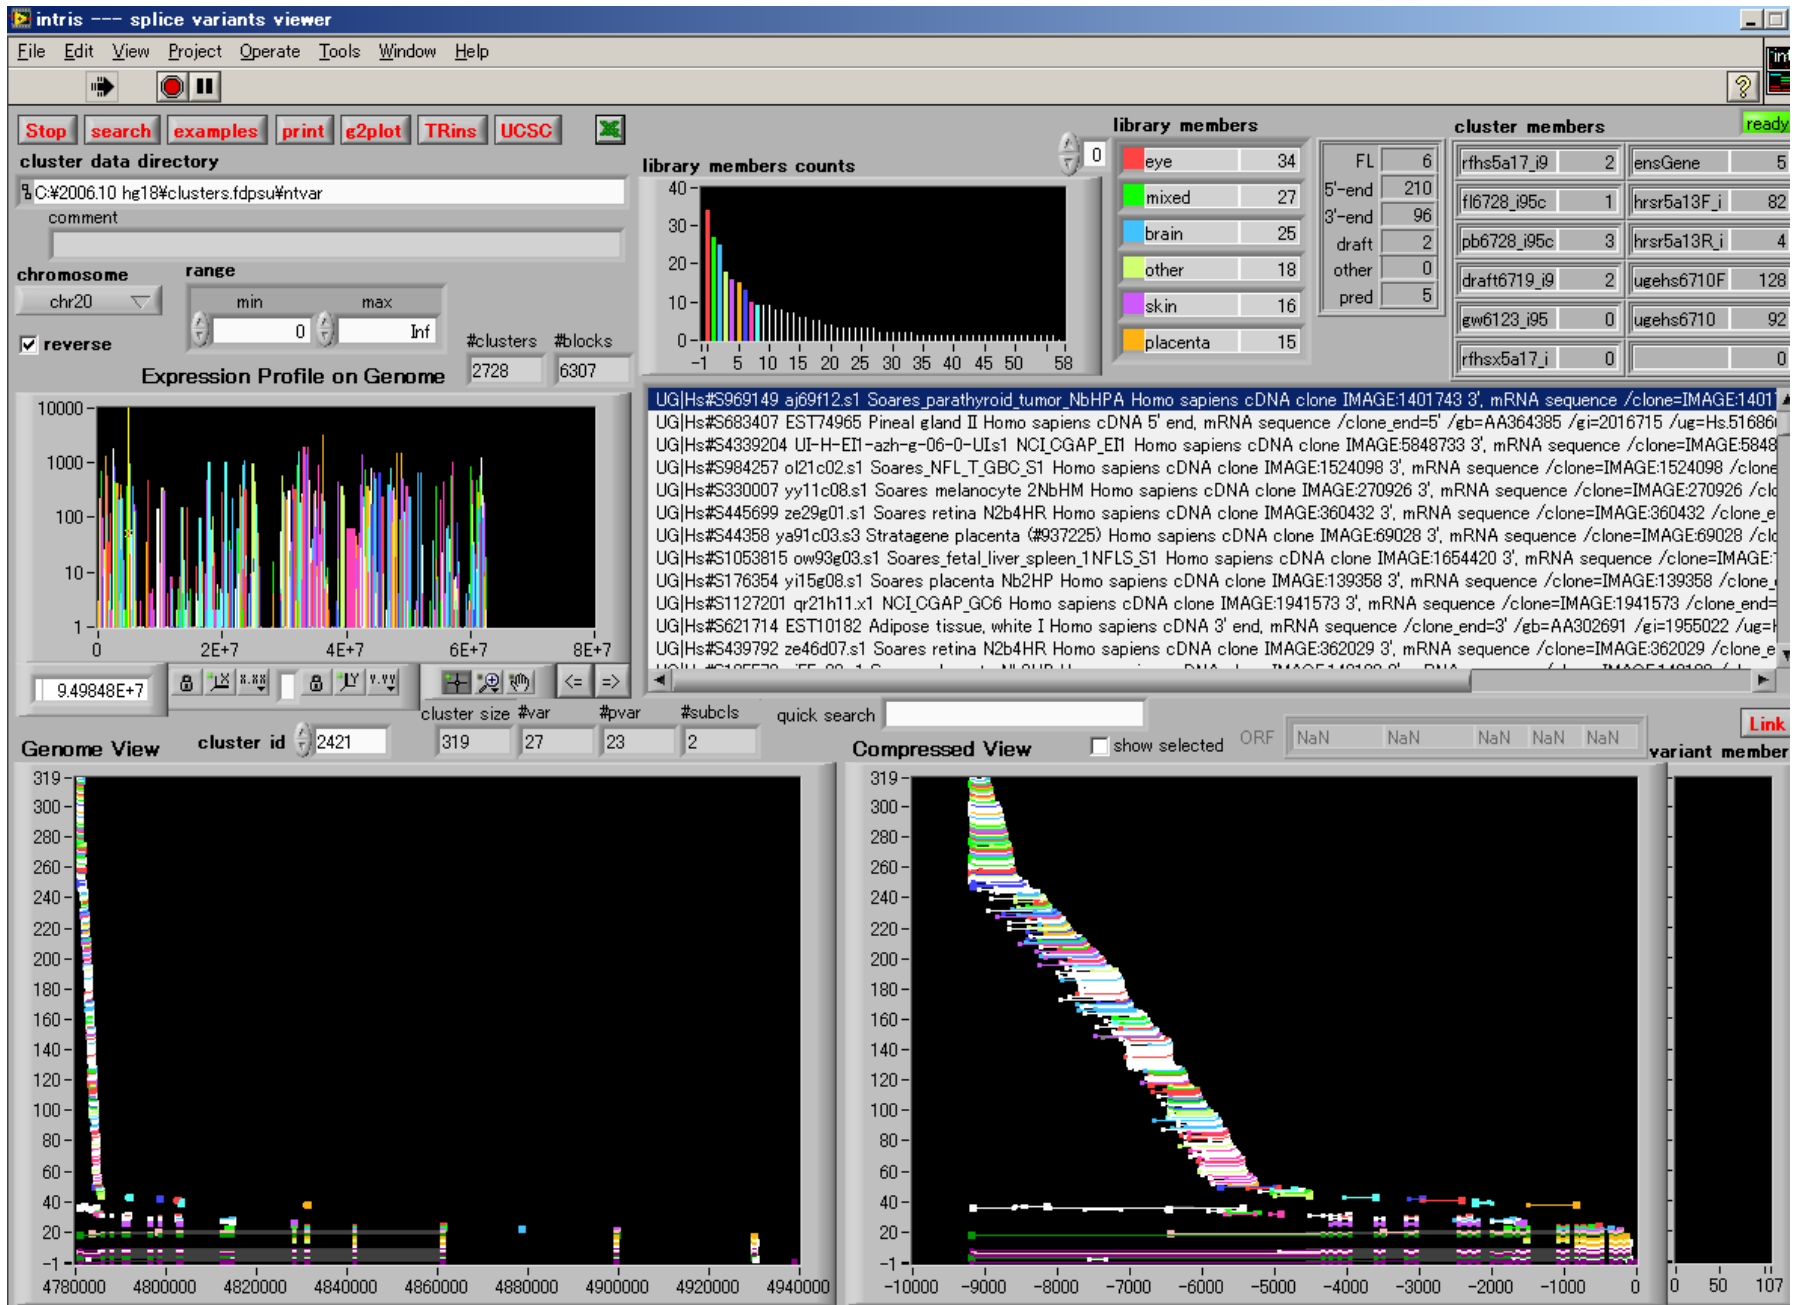 intris --- splice variants viewer
File Edit View Project Operate Tools Window Help
Stop search examples print g2plot TRins UCSC
cluster data directory
C:¥2006.10 hg18¥clusters.fdpsu¥ntvar
comment
chromosome range
chr20 min max
0 Inf
reverse
#clusters #blocks
2728 6307
library members counts
40
30
20
10
0
-1 5 10 15 20 25 30 35 40 45 50 58
0
library members
eye 34
mixed 27
brain 25
other 18
skin 16
placenta 15
FL 6
5'-end 210
3'-end 96
draft 2
other 0
pred 5
cluster members ready
rfhs5a17_i9 2 ensGene 5
fl6728_i95c 1 hrsr5a13F_i 82
pb6728_i95c 3 hrsr5a13R_i 4
draft6719_i9 2 ugehs6710F 128
gw6123_i95 0 ugehs6710 92
rfhsx5a17_i 0 0
Expression Profile on Genome
10000
1000
100
10
1
0 2E+7 4E+7 6E+7 8E+7
9.49848E+7
<= =>
UG|Hs#S969149 aj69f12.s1 Soares_parathyroid_tumor_NbHPA Homo sapiens cDNA clone IMAGE:1401743 3', mRNA sequence /clone=IMAGE:1401
UG|Hs#S683407 EST74965 Pineal gland II Homo sapiens cDNA 5' end, mRNA sequence /clone_end=5' /gb=AA364385 /gi=2016715 /ug=Hs.51686
UG|Hs#S4339204 UI-H-EI1-azh-g-06-0-UI.s1 NCI_CGAP_EI1 Homo sapiens cDNA clone IMAGE:5848733 3', mRNA sequence /clone=IMAGE:5848
UG|Hs#S984257 ol21c02.s1 Soares_NFL_T_GBC_S1 Homo sapiens cDNA clone IMAGE:1524098 3', mRNA sequence /clone=IMAGE:1524098 /clone
UG|Hs#S330007 yy11c08.s1 Soares melanocyte 2NbHM Homo sapiens cDNA clone IMAGE:270926 3', mRNA sequence /clone=IMAGE:270926 /clo
UG|Hs#S445699 ze29g01.s1 Soares retina N2b4HR Homo sapiens cDNA clone IMAGE:360432 3', mRNA sequence /clone=IMAGE:360432 /clone_e
UG|Hs#S44358 ya91c03.s3 Stratagene placenta (#937225) Homo sapiens cDNA clone IMAGE:69028 3', mRNA sequence /clone=IMAGE:69028 /clo
UG|Hs#S1053815 ow93g03.s1 Soares_fetal_liver_spleen_1NFLS_S1 Homo sapiens cDNA clone IMAGE:1654420 3', mRNA sequence /clone=IMAGE:
UG|Hs#S176354 yi15g08.s1 Soares placenta Nb2HP Homo sapiens cDNA clone IMAGE:139358 3', mRNA sequence /clone=IMAGE:139358 /clone_
UG|Hs#S1127201 qr21h11.x1 NCI_CGAP_GC6 Homo sapiens cDNA clone IMAGE:1941573 3', mRNA sequence /clone=IMAGE:1941573 /clone_end=
UG|Hs#S621714 EST10182 Adipose tissue, white I Homo sapiens cDNA 3' end, mRNA sequence /clone_end=3' /gb=AA302691 /gi=1955022 /ug=H
UG|Hs#S439792 ze46d07.s1 Soares retina N2b4HR Homo sapiens cDNA clone IMAGE:362029 3', mRNA sequence /clone=IMAGE:362029 /clone_e
cluster size #var #pvar #subcls quick search
Genome View cluster id 2421 319 27 23 2
Compressed View show selected ORF NaN NaN NaN NaN NaN Link
variant member
319
300
280
260
240
220
200
180
160
140
120
100
80
60
40
20
-1
4780000 4800000 4820000 4840000 4860000 4880000 4900000 4920000 4940000
319
300
280
260
240
220
200
180
160
140
120
100
80
60
40
20
-1
-10000 -9000 -8000 -7000 -6000 -5000 -4000 -3000 -2000 -1000 0
0 50 107